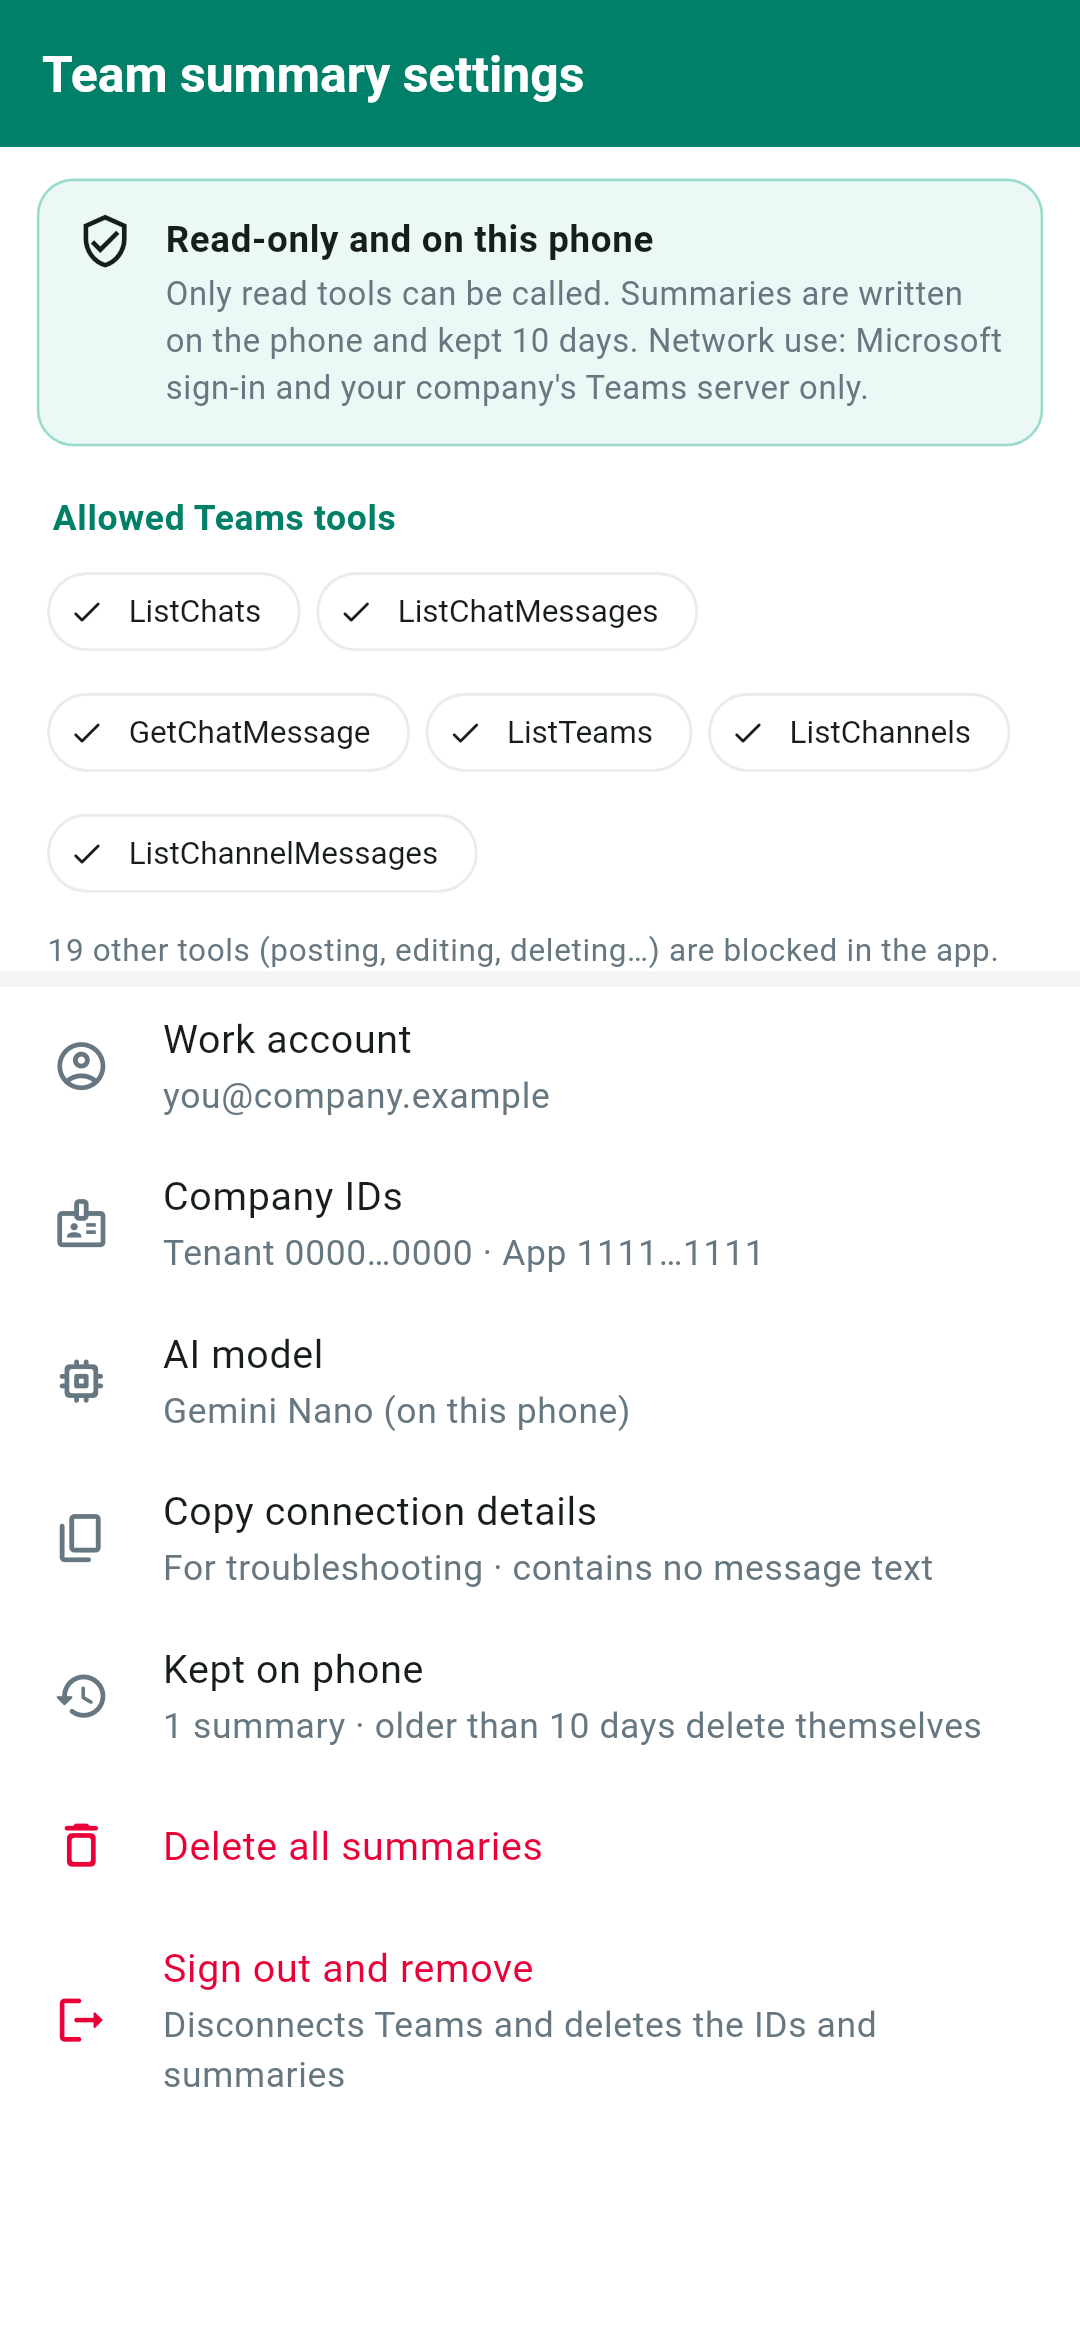 Team summary settings
Read-only and on this phone
Only read tools can be called. Summaries are written
on the phone and kept 10 days. Network use: Microsoft
sign-in and your company's Teams server only.
Allowed Teams tools
ListChats
ListChatMessages
GetChatMessage
ListTeams
ListChannels
ListChannelMessages
19 other tools (posting, editing, deleting…) are blocked in the app.
Work account
you@company.example
Company IDs
Tenant 0000…0000 · App 1111…1111
AI model
Gemini Nano (on this phone)
Copy connection details
For troubleshooting · contains no message text
Kept on phone
1 summary · older than 10 days delete themselves
Delete all summaries
Sign out and remove
Disconnects Teams and deletes the IDs and
summaries